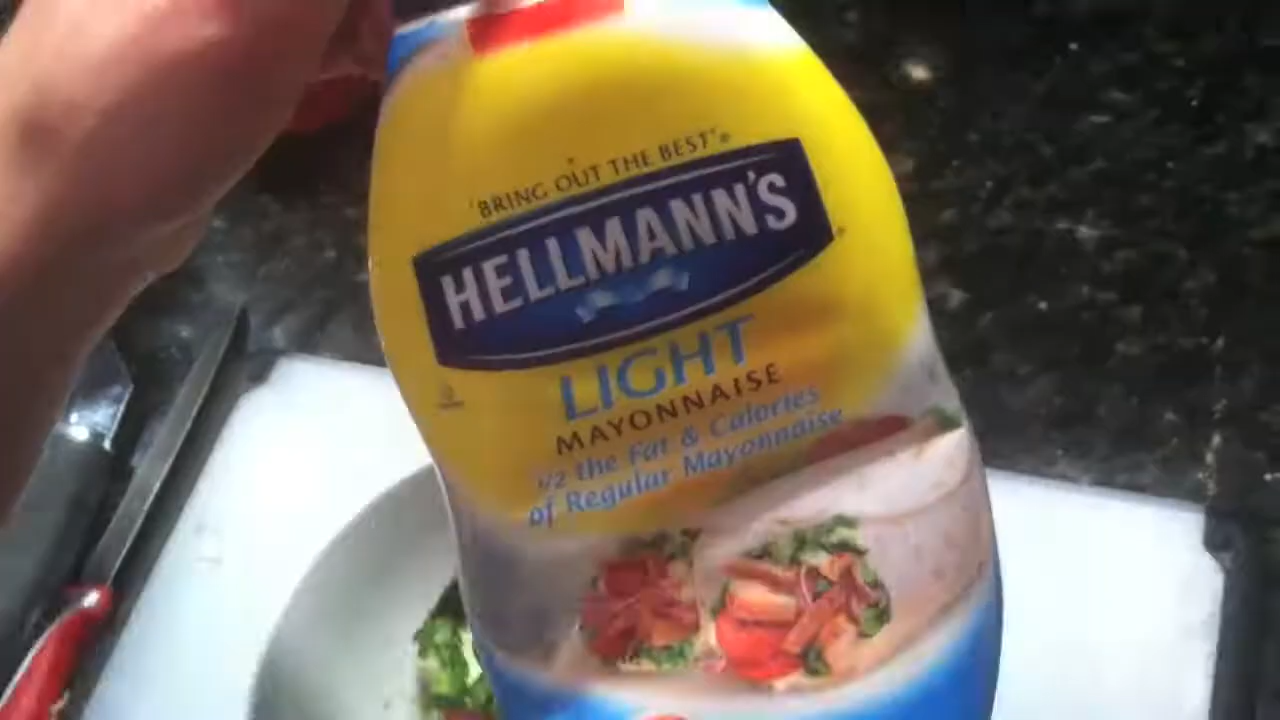 "BRING OUT THE BEST"®
HELLMANN'S
LIGHT
MAYONNAISE
1/2 the Fat & Calories
of Regular Mayonnaise